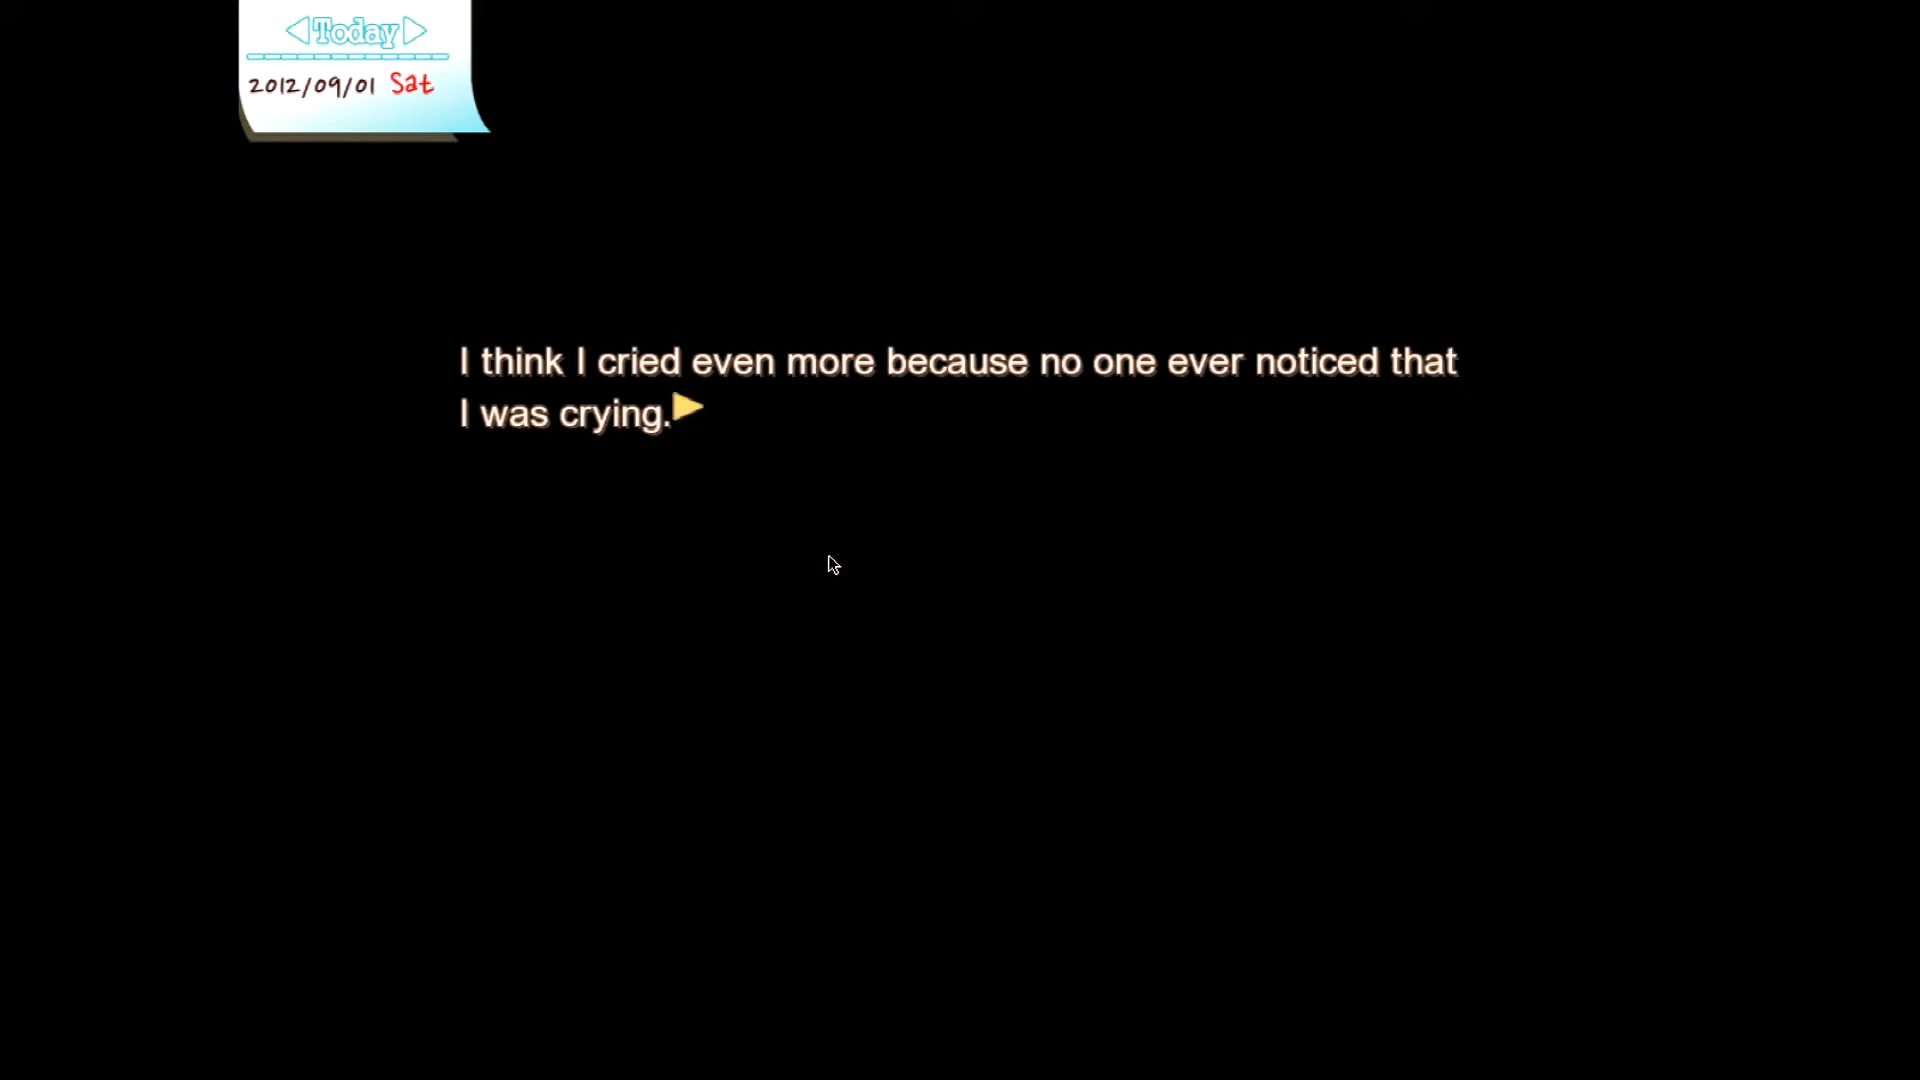 Today
2012/09/01 Sat
I think I cried even more because no one ever noticed that
I was crying.